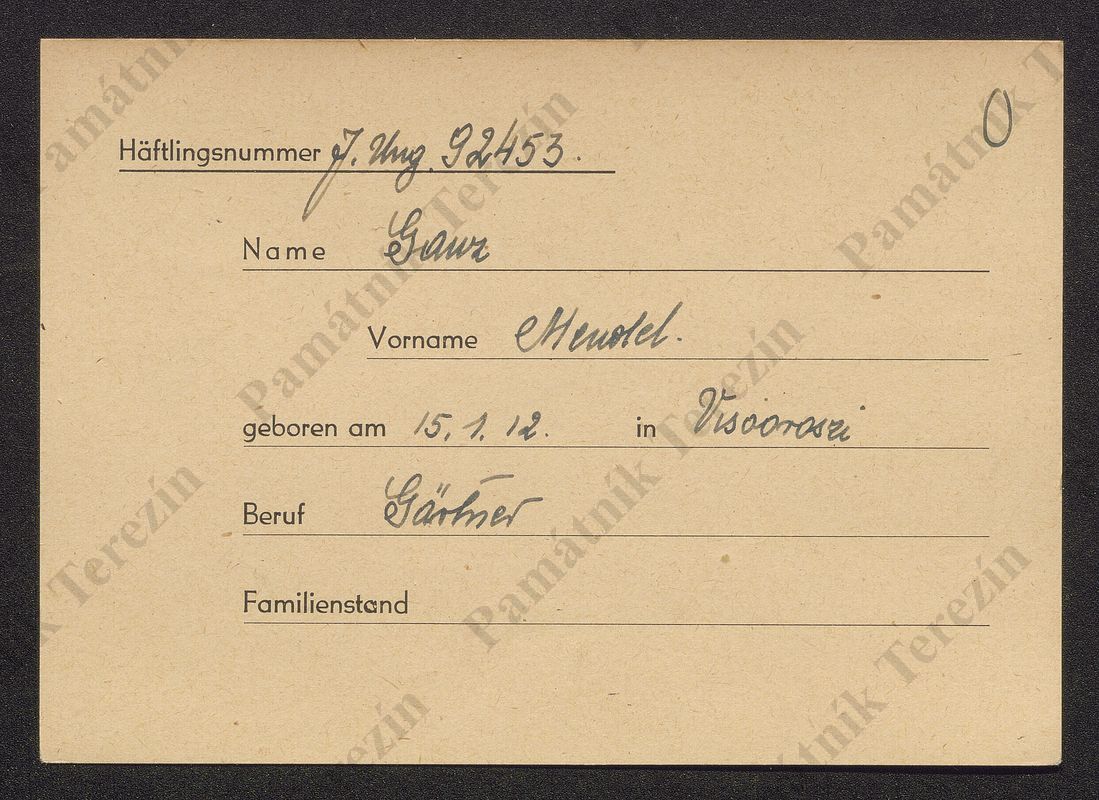 0
Häftlingsnummer J. Ung. 92453.
Name Ganz
Vorname Mendel.
geboren am 15. 1. 12. in Visooroszi
Beruf Gärtner
Familienstand
Památník Terezín